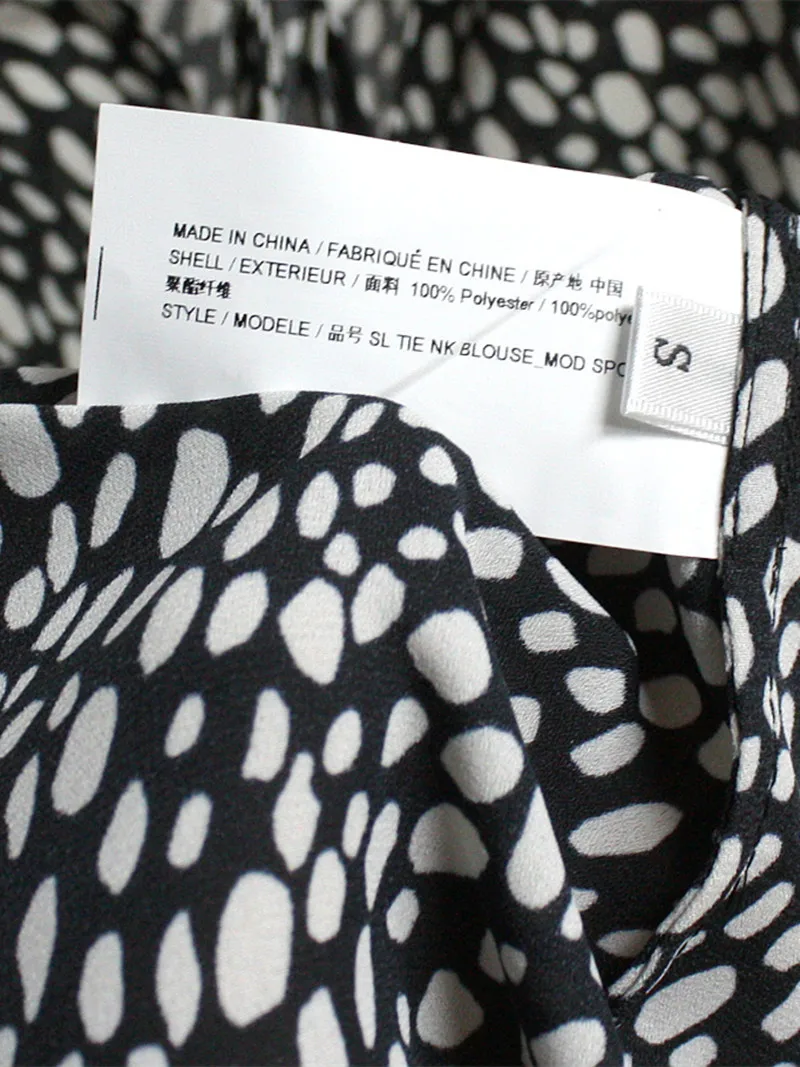 MADE IN CHINA / FABRIQUÉ EN CHINE / 原产地 中国
SHELL / EXTERIEUR / 面料 100% Polyester / 100%polye
聚酯纤维
STYLE / MODELE / 品号 SL TIE NK BLOUSE_MOD SPO
S